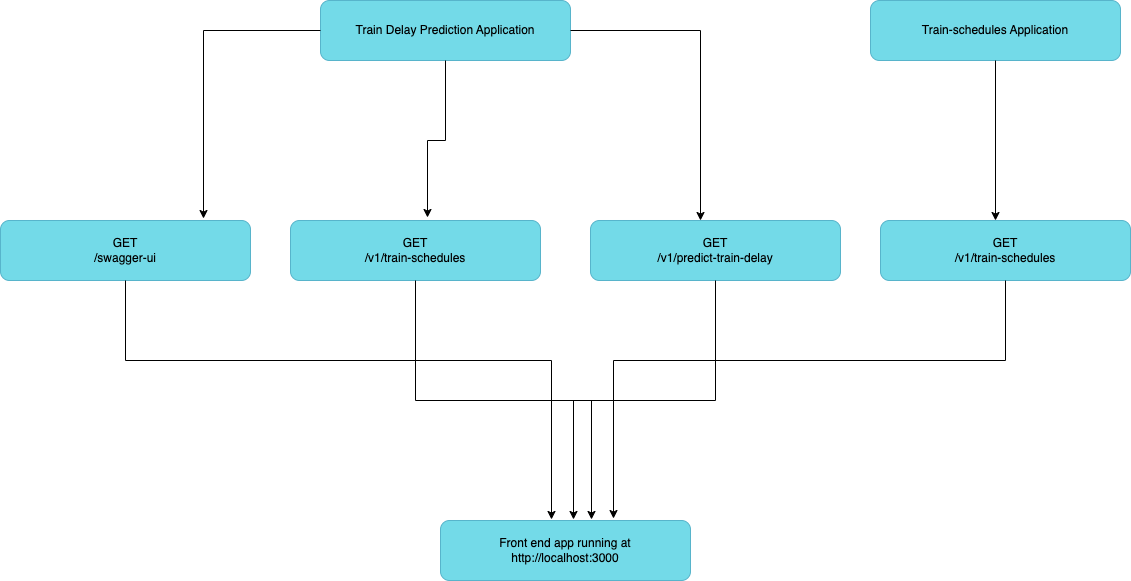 Train Delay Prediction Application
Train-schedules Application
GET
/swagger-ui
GET
/v1/train-schedules
GET
/v1/predict-train-delay
GET
/v1/train-schedules
Front end app running at
http://localhost:3000